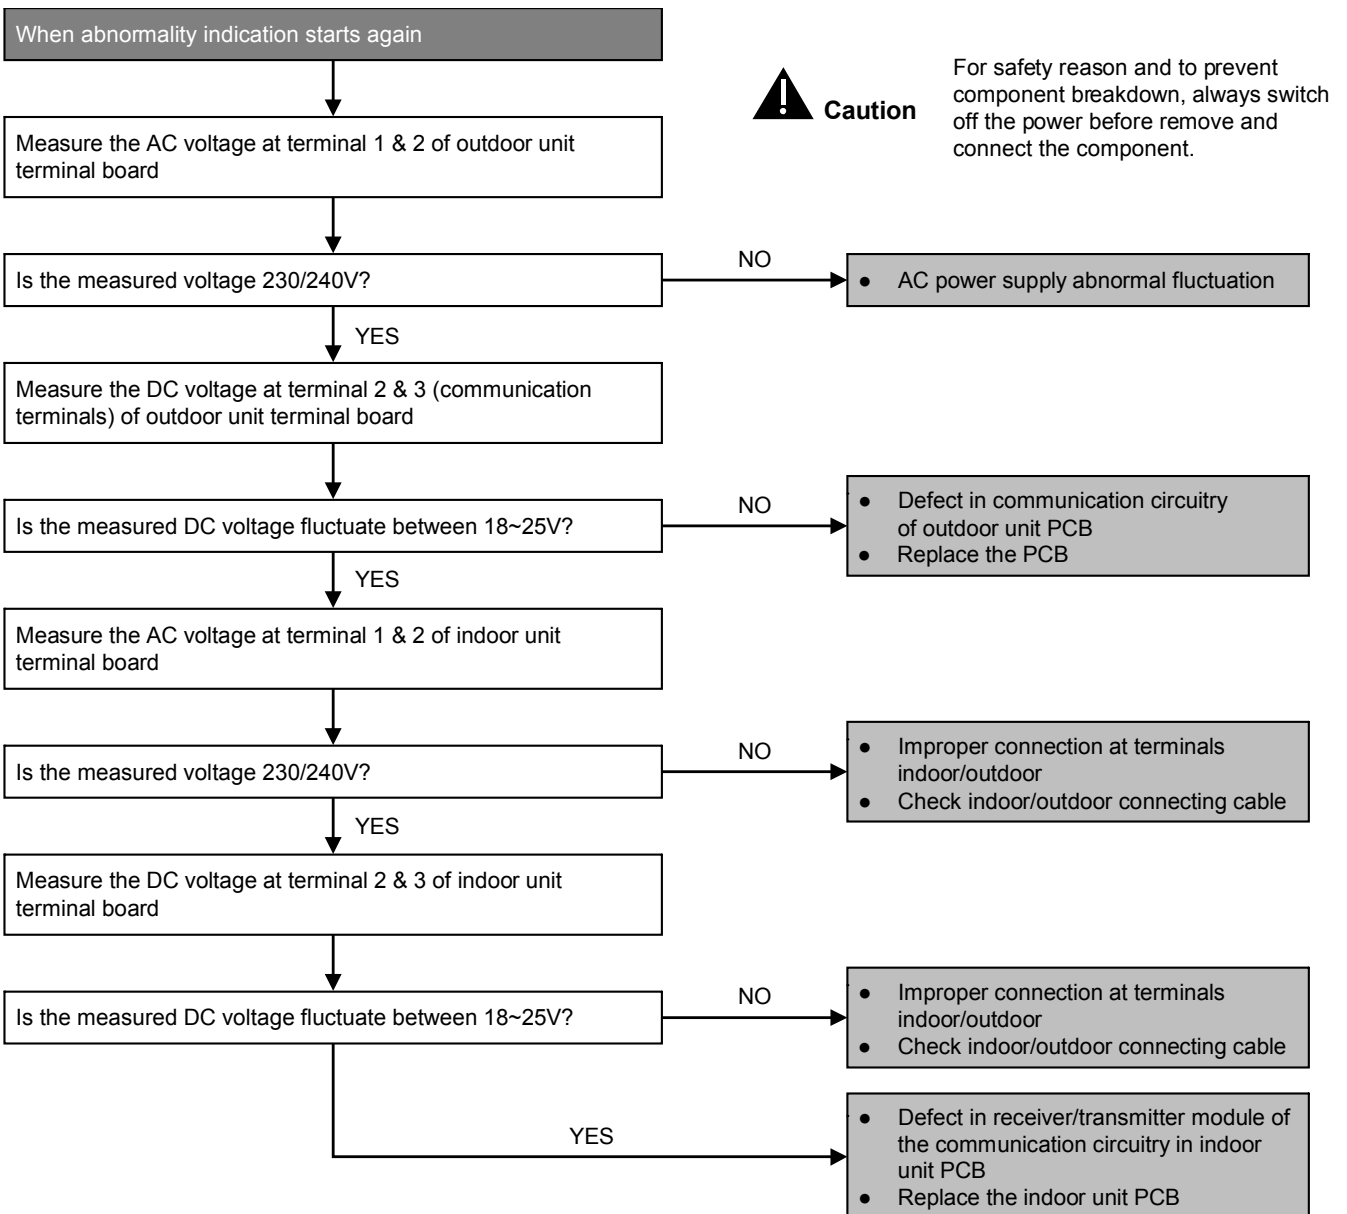 When abnormality indication starts again
Caution
For safety reason and to prevent
component breakdown, always switch
off the power before remove and
connect the component.
Measure the AC voltage at terminal 1 & 2 of outdoor unit
terminal board
Is the measured voltage 230/240V?
NO
● AC power supply abnormal fluctuation
YES
Measure the DC voltage at terminal 2 & 3 (communication
terminals) of outdoor unit terminal board
Is the measured DC voltage fluctuate between 18~25V?
NO
● Defect in communication circuitry
of outdoor unit PCB
● Replace the PCB
YES
Measure the AC voltage at terminal 1 & 2 of indoor unit
terminal board
Is the measured voltage 230/240V?
NO
● Improper connection at terminals
indoor/outdoor
● Check indoor/outdoor connecting cable
YES
Measure the DC voltage at terminal 2 & 3 of indoor unit
terminal board
Is the measured DC voltage fluctuate between 18~25V?
NO
● Improper connection at terminals
indoor/outdoor
● Check indoor/outdoor connecting cable
YES
● Defect in receiver/transmitter module of
the communication circuitry in indoor
unit PCB
● Replace the indoor unit PCB